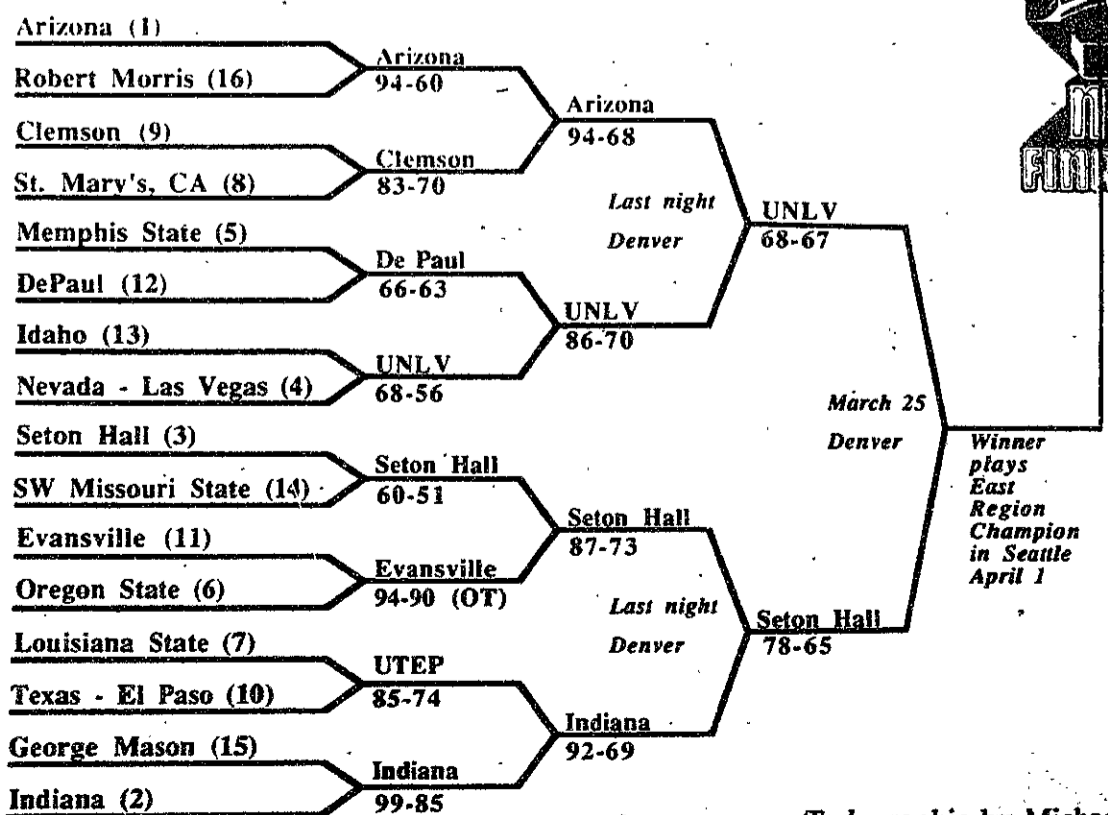 Arizona (1)
Robert Morris (16)
Clemson (9)
St. Mary's, CA (8)
Memphis State (5)
DePaul (12)
Idaho (13)
Nevada - Las Vegas (4)
Seton Hall (3)
SW Missouri State (14)
Evansville (11)
Oregon State (6)
Louisiana State (7)
Texas - El Paso (10)
George Mason (15)
Indiana (2)
Arizona
94-60
Clemson
83-70
De Paul
66-63
UNLV
68-56
Seton Hall
60-51
Evansville
94-90 (OT)
UTEP
85-74
Indiana
99-85
Arizona
94-68
UNLV
86-70
Seton Hall
87-73
Indiana
92-69
Last night
Denver
Last night
Denver
UNLV
68-67
Seton Hall
78-65
March 25
Denver
Winner
plays
East
Region
Champion
in Seattle
April 1